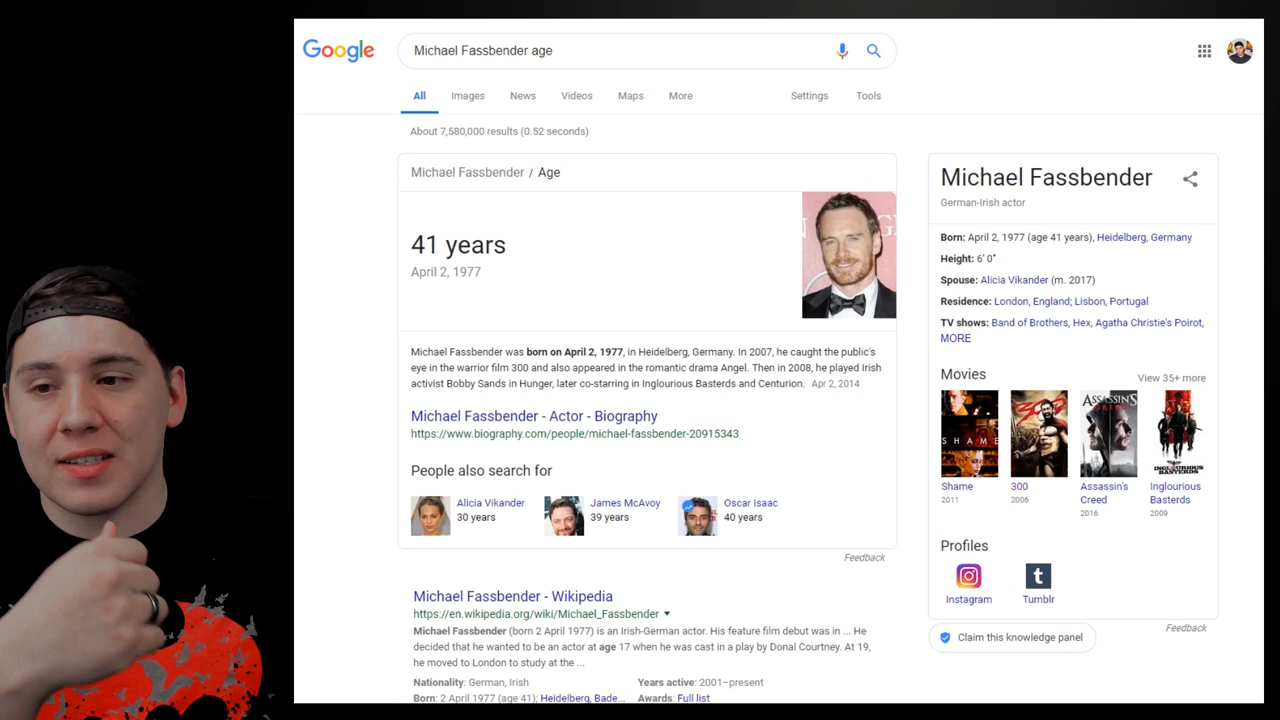 Google
Michael Fassbender age
All
Images
News
Videos
Maps
More
Settings
Tools
About 7,580,000 results (0.52 seconds)
Michael Fassbender / Age
41 years
April 2, 1977
Michael Fassbender was born on April 2, 1977, in Heidelberg, Germany. In 2007, he caught the public's
eye in the warrior film 300 and also appeared in the romantic drama Angel. Then in 2008, he played Irish
activist Bobby Sands in Hunger, later co-starring in Inglourious Basterds and Centurion. Apr 2, 2014
Michael Fassbender - Actor - Biography
https://www.biography.com/people/michael-fassbender-20915343
People also search for
Alicia Vikander
30 years
James McAvoy
39 years
Oscar Isaac
40 years
Feedback
Michael Fassbender - Wikipedia
https://en.wikipedia.org/wiki/Michael_Fassbender
Michael Fassbender (born 2 April 1977) is an Irish-German actor. His feature film debut was in ... He
decided that he wanted to be an actor at age 17 when he was cast in a play by Donal Courtney. At 19,
he moved to London to study at the ...
Nationality: German, Irish
Years active: 2001–present
Born: 2 April 1977 (age 41); Heidelberg, Bade...
Awards: Full list
Michael Fassbender
German-Irish actor
Born: April 2, 1977 (age 41 years), Heidelberg, Germany
Height: 6′ 0″
Spouse: Alicia Vikander (m. 2017)
Residence: London, England; Lisbon, Portugal
TV shows: Band of Brothers, Hex, Agatha Christie's Poirot,
MORE
Movies
View 35+ more
SHAME
300
ASSASSIN'S
CREED
INGLOURIOUS
BASTERDS
Shame
2011
300
2006
Assassin's
Creed
2016
Inglourious
Basterds
2009
Profiles
Instagram
t
Tumblr
Feedback
Claim this knowledge panel